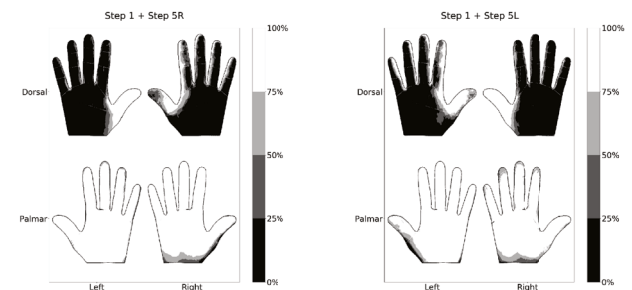 Step 1 + Step 5R
100%
75%
50%
25%
0%
Dorsal
Palmar
Left
Right
Step 1 + Step 5L
100%
75%
50%
25%
0%
Dorsal
Palmar
Left
Right